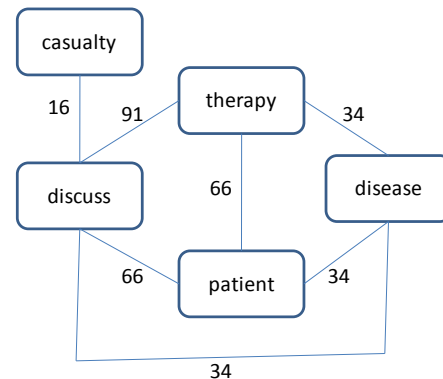 casualty
16
91
therapy
34
discuss
66
disease
66
patient
34
34